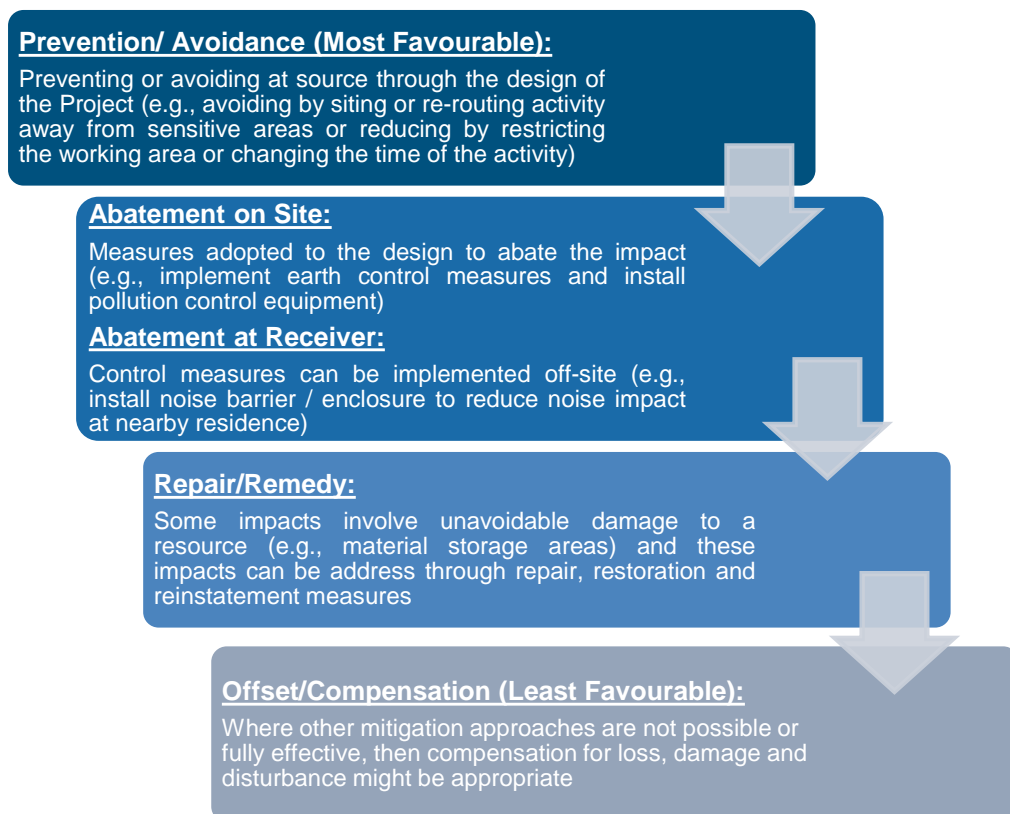 Prevention/ Avoidance (Most Favourable):
Preventing or avoiding at source through the design of
the Project (e.g., avoiding by siting or re-routing activity
away from sensitive areas or reducing by restricting
the working area or changing the time of the activity)
Abatement on Site:
Measures adopted to the design to abate the impact
(e.g., implement earth control measures and install
pollution control equipment)
Abatement at Receiver:
Control measures can be implemented off-site (e.g.,
install noise barrier / enclosure to reduce noise impact
at nearby residence)
Repair/Remedy:
Some impacts involve unavoidable damage to a
resource (e.g., material storage areas) and these
impacts can be address through repair, restoration and
reinstatement measures
Offset/Compensation (Least Favourable):
Where other mitigation approaches are not possible or
fully effective, then compensation for loss, damage and
disturbance might be appropriate